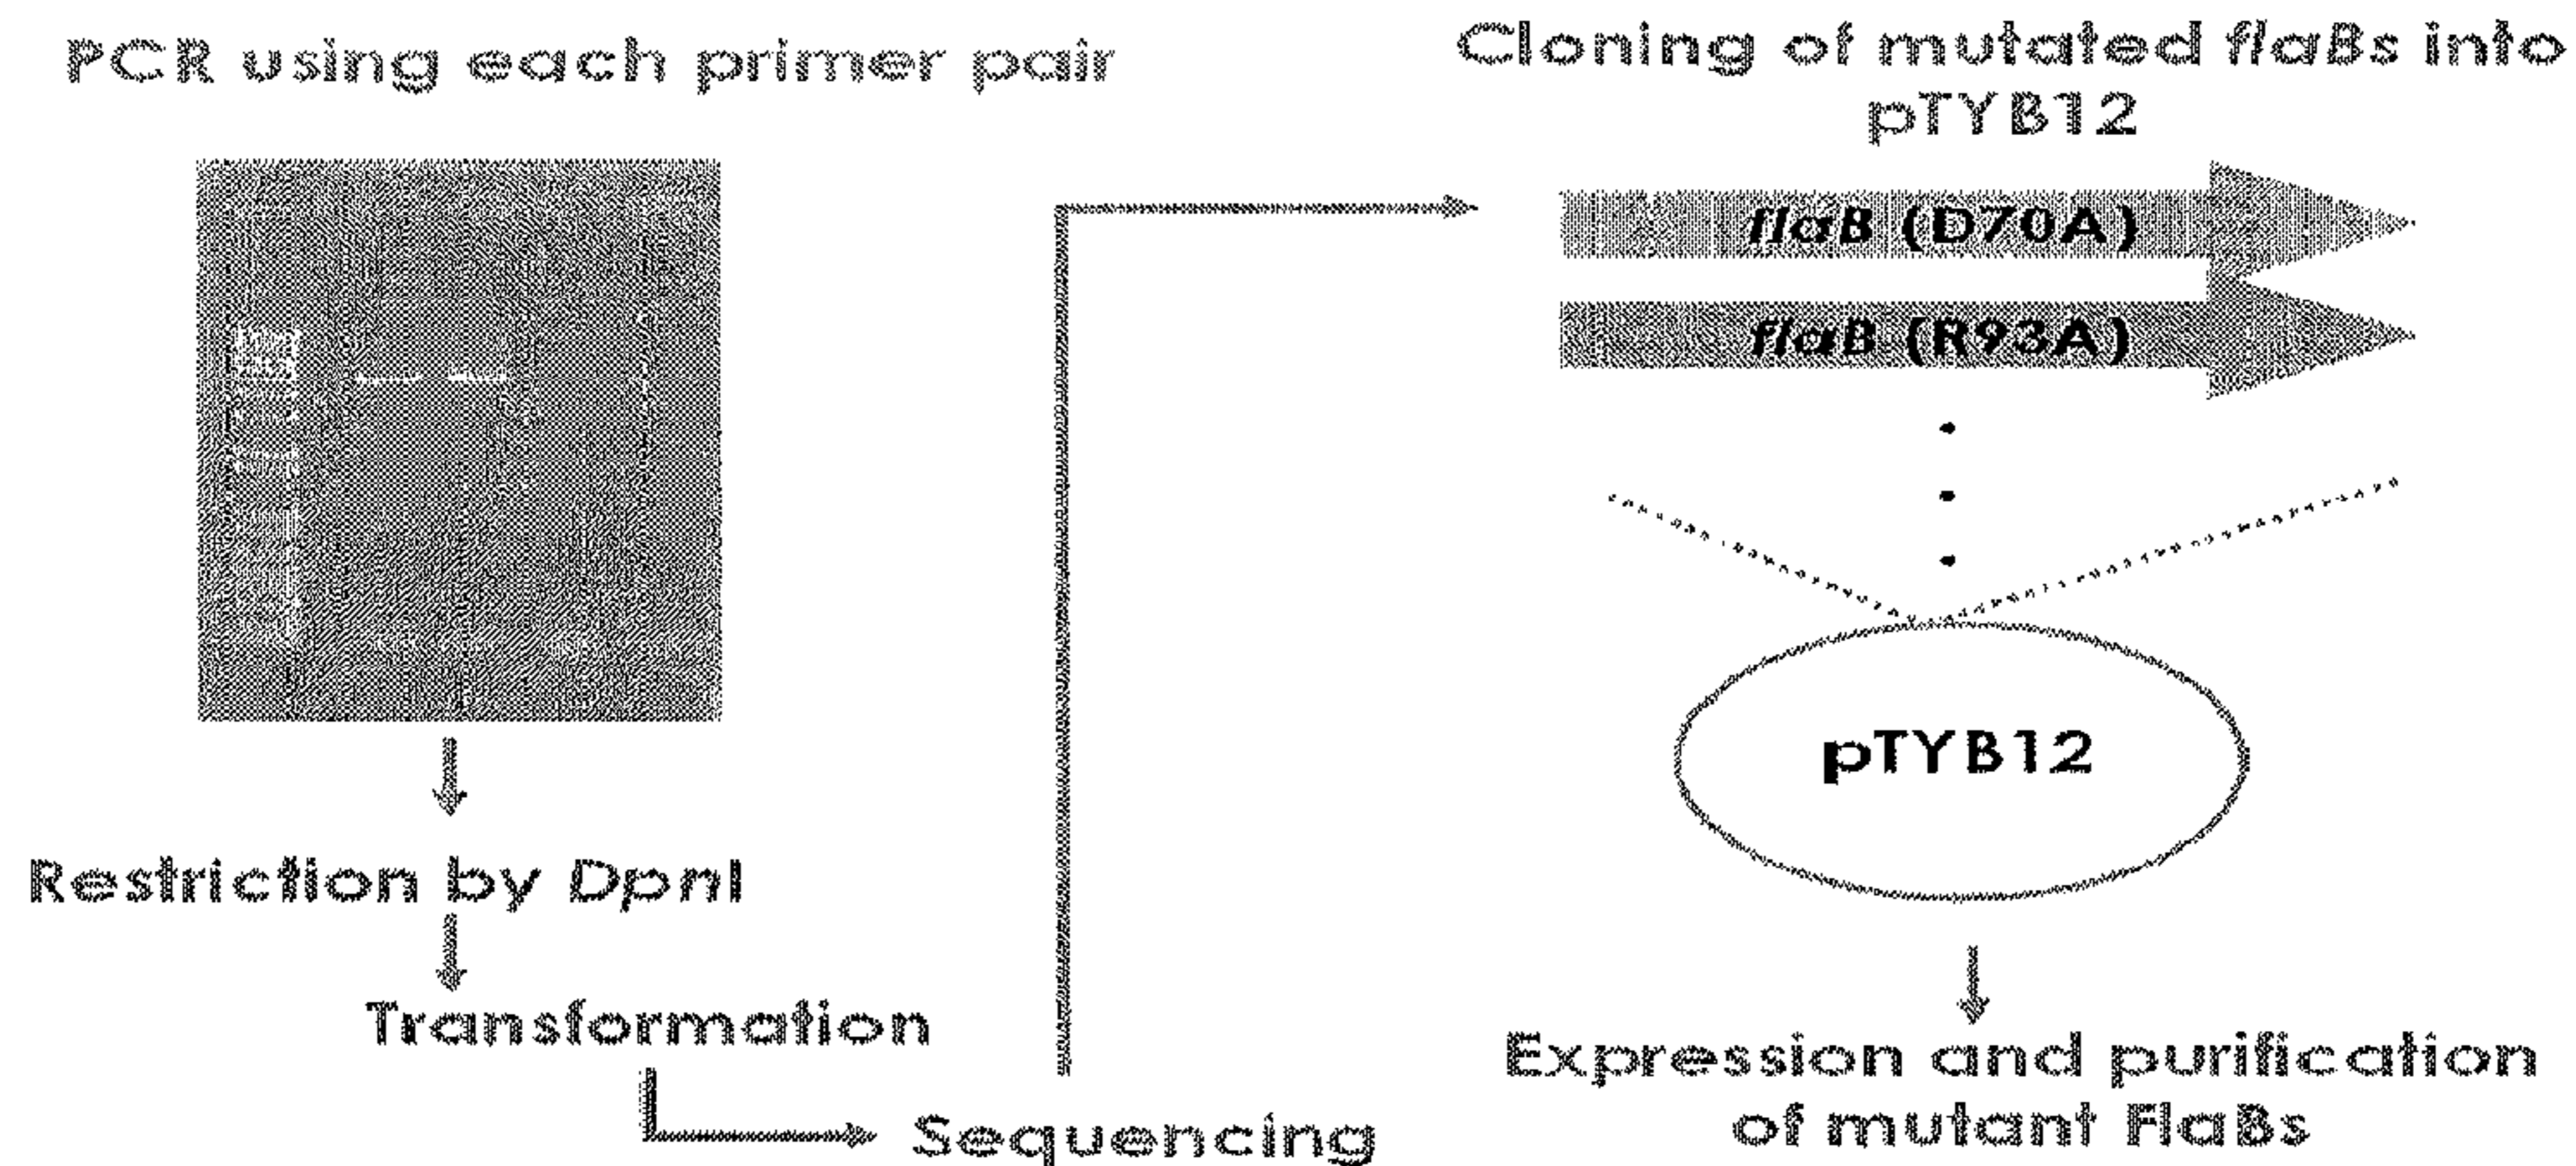 PCR using each primer pair
Restriction by DpnI
Transformation
Sequencing
Cloning of mutated flaBs into
pTYB12
flaB (D70A)
flaB (R93A)
pTYB12
Expression and purification
of mutant FlaBs